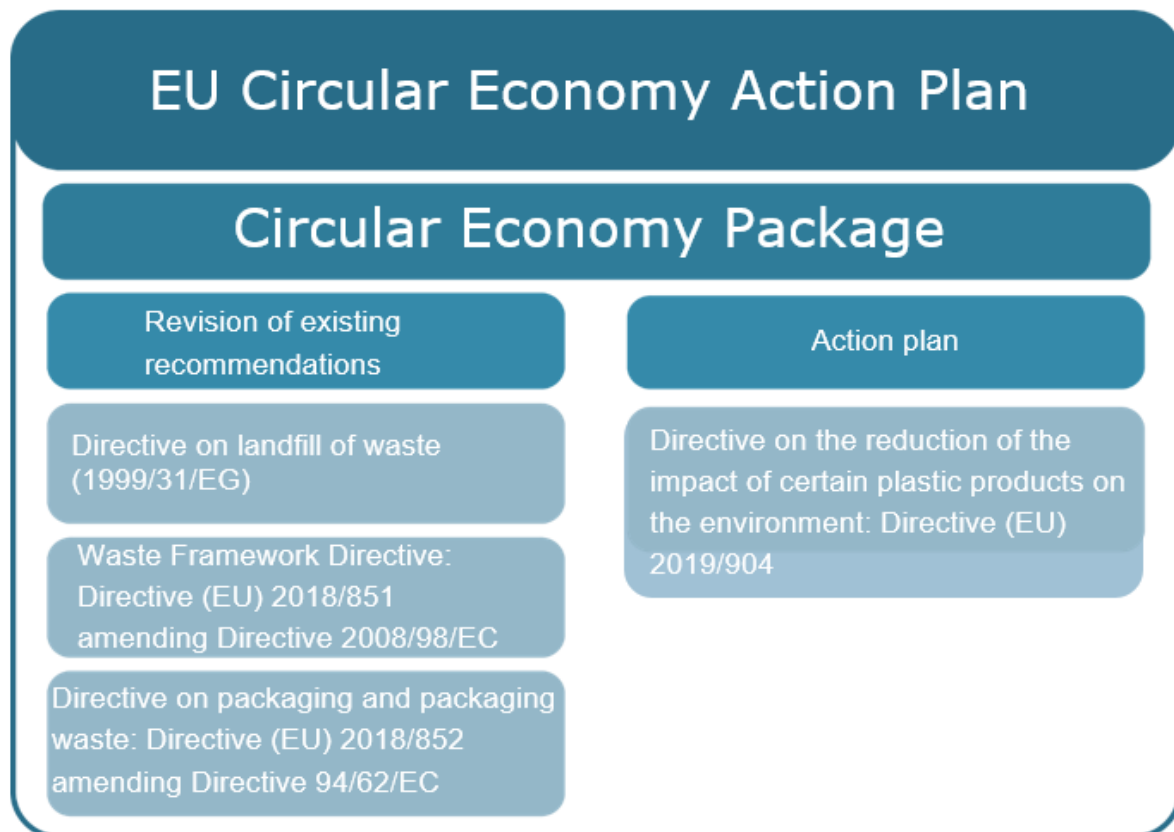 EU Circular Economy Action Plan
Circular Economy Package
Revision of existing
recommendations
Directive on landfill of waste
(1999/31/EG)
Waste Framework Directive:
Directive (EU) 2018/851
amending Directive 2008/98/EC
Directive on packaging and packaging
waste: Directive (EU) 2018/852
amending Directive 94/62/EC
Action plan
Directive on the reduction of the
impact of certain plastic products on
the environment: Directive (EU)
2019/904